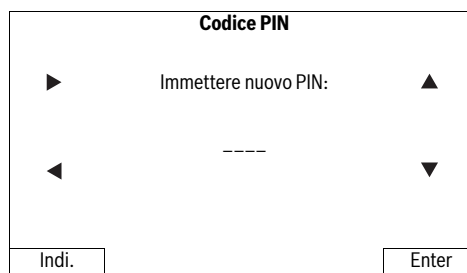 Codice PIN
Immettere nuovo PIN:
____
Indi.
Enter